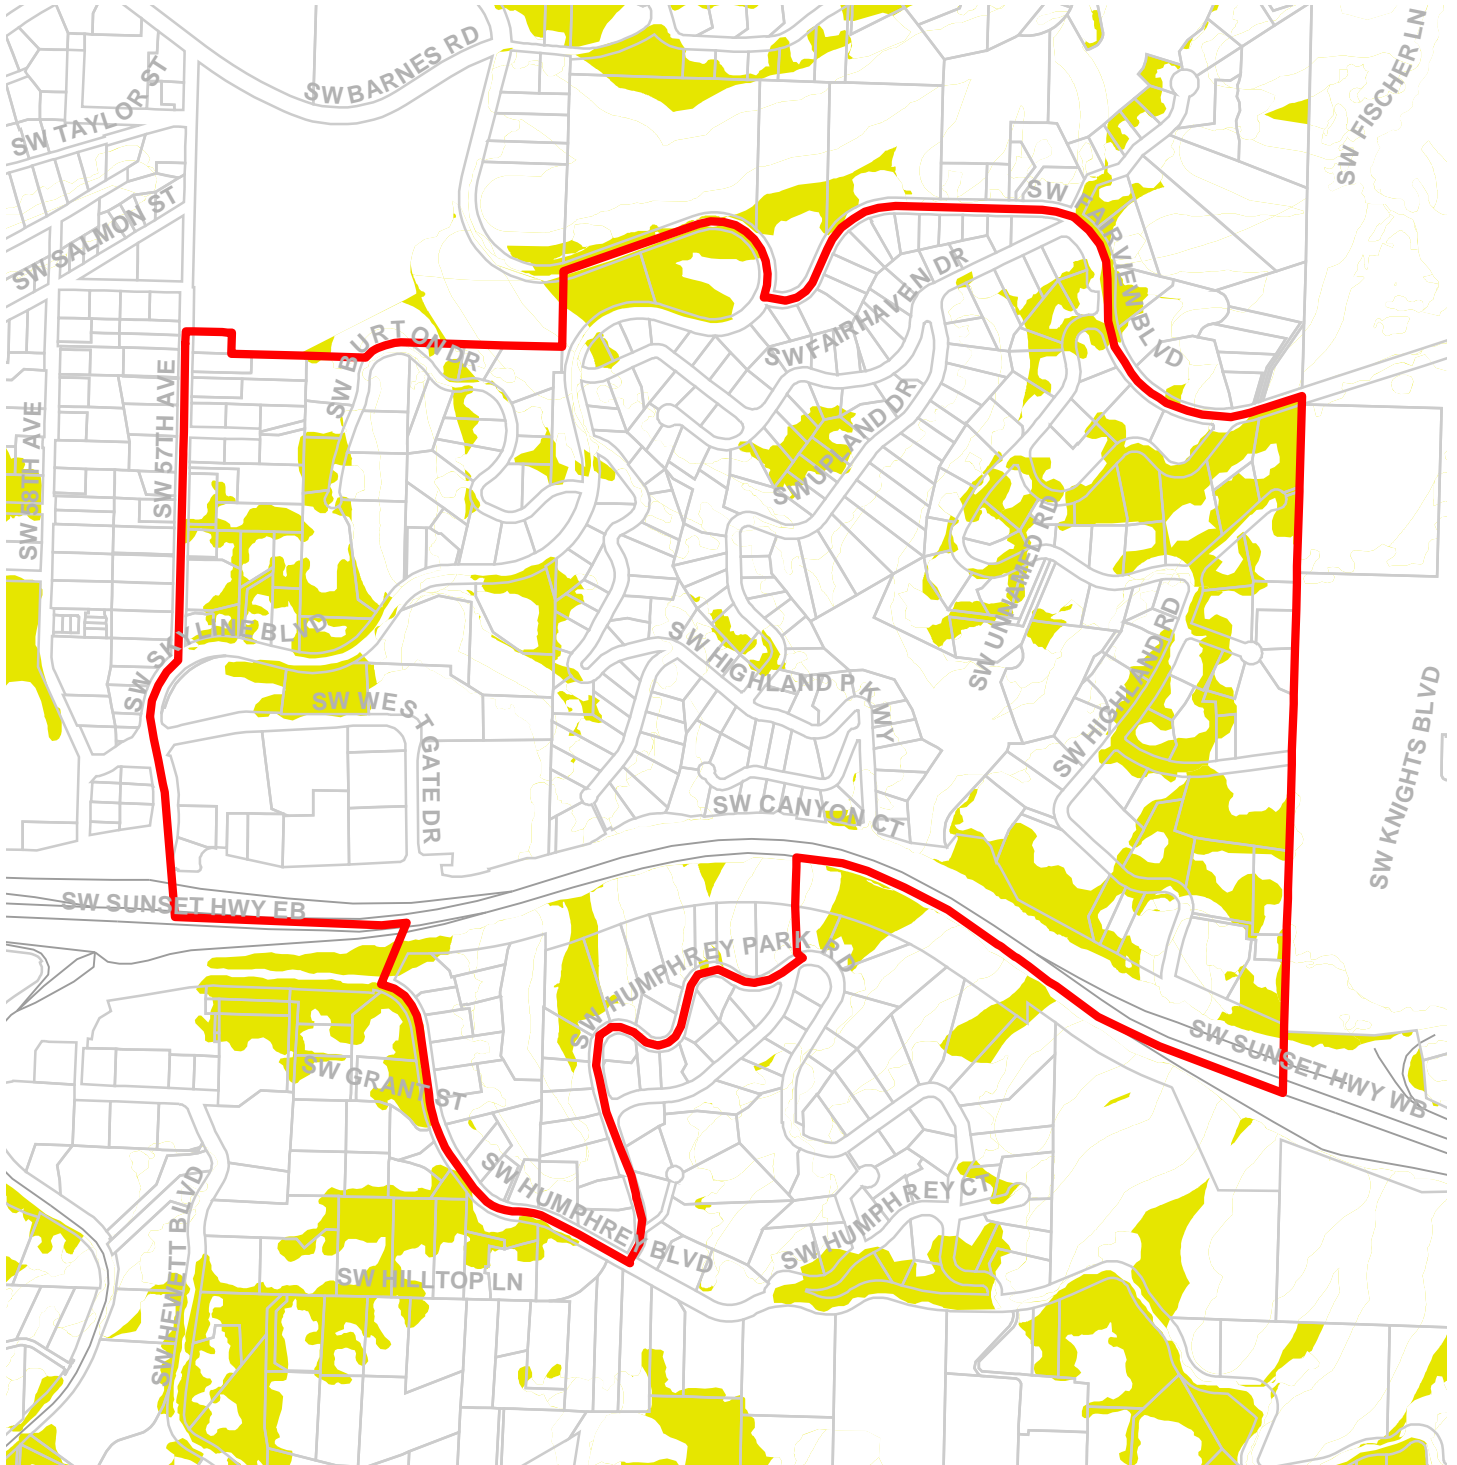 SW BARNES RD
SW FISCHER LN
SW TAYLOR ST
SW SALMON ST
SW FAIRVIEW BLVD
SW FAIRHAVEN DR
SW BURTON DR
SW 57TH AVE
SW 58TH AVE
SW UPLAND DR
SW UNNAMED RD
SW SKYLINE BLVD
SW HIGHLAND PKWY
SW HIGHLAND RD
SW WESTGATE DR
SW KNIGHTS BLVD
SW CANYON CT
SW SUNSET HWY EB
SW HUMPHREY PARK RD
SW SUNSET HWY WB
SW GRANT ST
SW HUMPHREY BLVD
SW HUMPHREY CT
SW HEWETT BLVD
SW HILLTOP LN